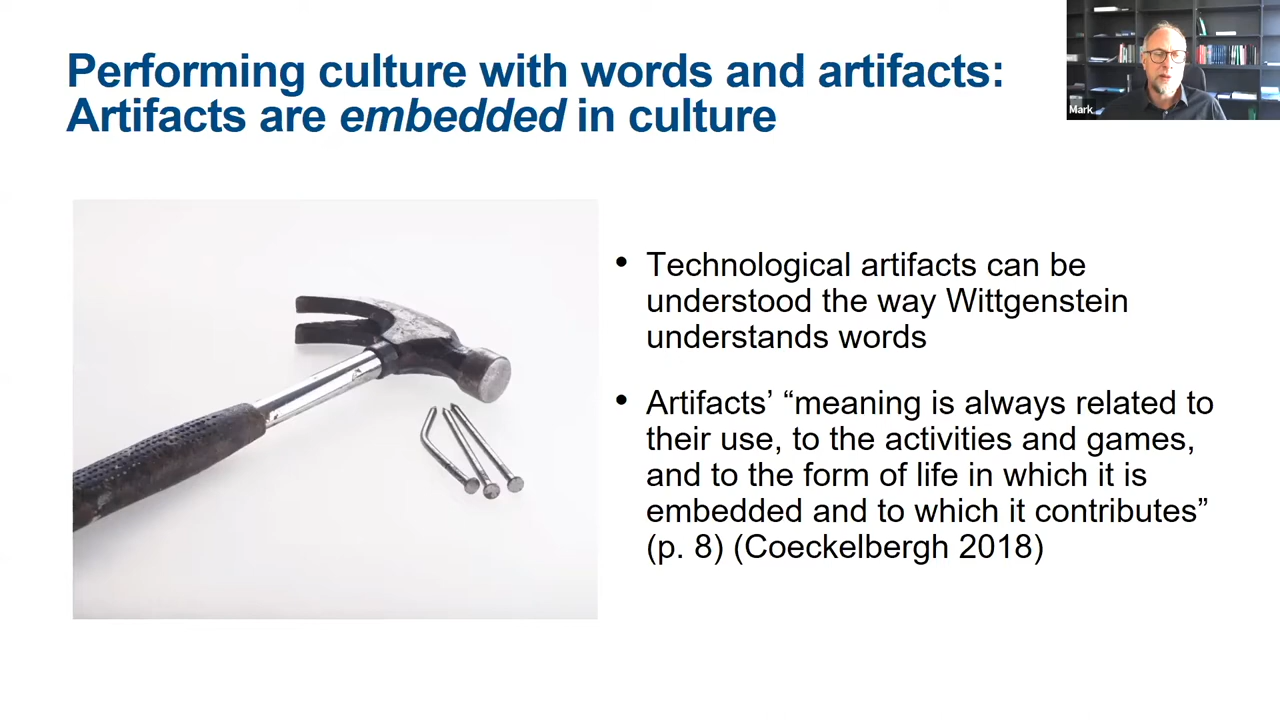 Performing culture with words and artifacts:
Artifacts are embedded in culture
Mark
• Technological artifacts can be
understood the way Wittgenstein
understands words
• Artifacts’ “meaning is always related to
their use, to the activities and games,
and to the form of life in which it is
embedded and to which it contributes”
(p. 8) (Coeckelbergh 2018)